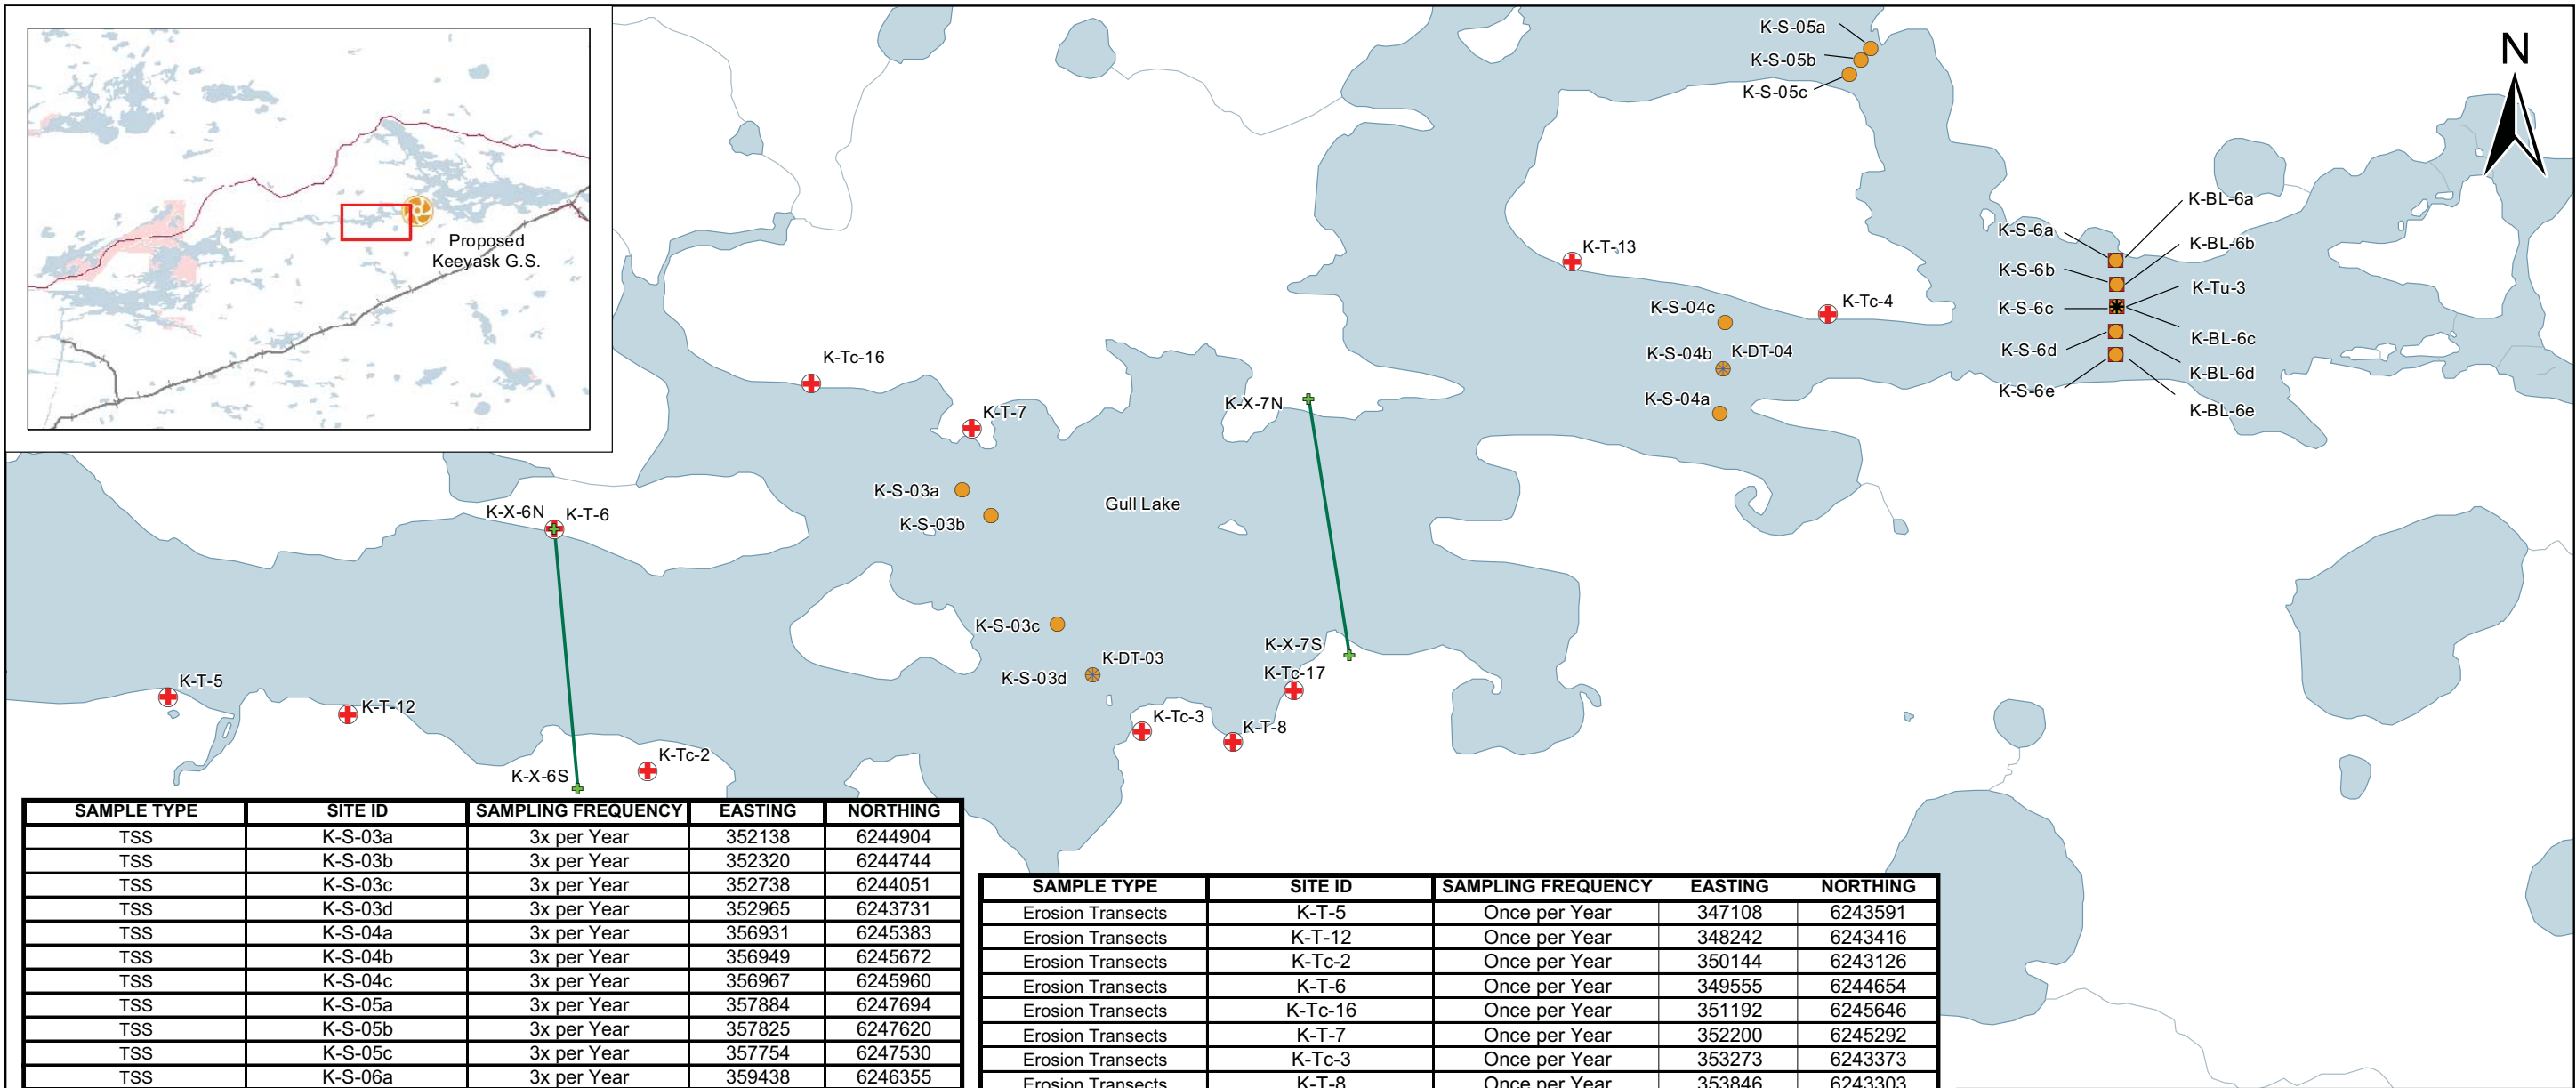 K-S-05a
K-S-05b
K-S-05c
N
Proposed
Keeyask G.S.
K-BL-6a
K-S-6a
K-BL-6b
K-T-13
K-S-6b
K-Tu-3
K-Tc-4
K-S-04c
K-S-6c
K-BL-6c
K-S-04b K-DT-04
K-S-6d
K-Tc-16
K-BL-6d
K-S-6e
K-S-04a
K-X-7N
K-T-7
K-BL-6e
K-S-03a
Gull Lake
K-X-6N K-T-6
K-S-03b
K-S-03c
K-X-7S
K-DT-03
K-Tc-17
K-S-03d
K-T-5
K-T-12
K-Tc-3
K-T-8
K-Tc-2
K-X-6S
SAMPLE TYPE SITE ID SAMPLING FREQUENCY EASTING NORTHING
TSS K-S-03a 3x per Year 352138 6244904
TSS K-S-03b 3x per Year 352320 6244744
TSS K-S-03c 3x per Year 352738 6244051
TSS K-S-03d 3x per Year 352965 6243731
TSS K-S-04a 3x per Year 356931 6245383
TSS K-S-04b 3x per Year 356949 6245672
TSS K-S-04c 3x per Year 356967 6245960
TSS K-S-05a 3x per Year 357884 6247694
TSS K-S-05b 3x per Year 357825 6247620
TSS K-S-05c 3x per Year 357754 6247530
TSS K-S-06a 3x per Year 359438 6246355
SAMPLE TYPE SITE ID SAMPLING FREQUENCY EASTING NORTHING
Erosion Transects K-T-5 Once per Year 347108 6243591
Erosion Transects K-T-12 Once per Year 348242 6243416
Erosion Transects K-Tc-2 Once per Year 350144 6243126
Erosion Transects K-T-6 Once per Year 349555 6244654
Erosion Transects K-Tc-16 Once per Year 351192 6245646
Erosion Transects K-T-7 Once per Year 352200 6245292
Erosion Transects K-Tc-3 Once per Year 353273 6243373
Erosion Transects K-T-8 Once per Year 353846 6243303